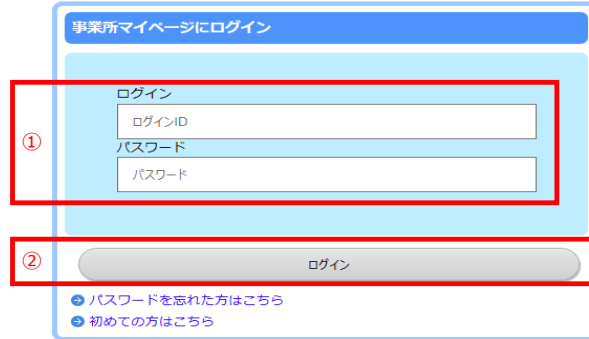 事業所マイページにログイン
ログイン
ログインID
①
パスワード
パスワード
②
ログイン
パスワードを忘れた方はこちら
初めての方はこちら